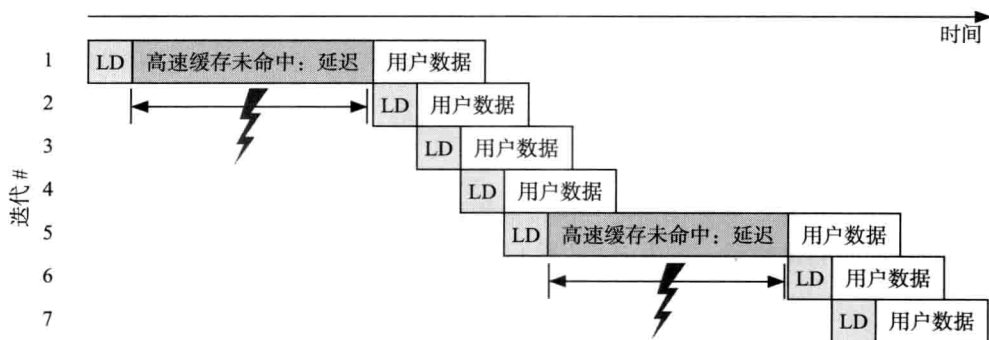 时间
1 LD 高速缓存未命中：延迟 用户数据
2 LD 用户数据
3 LD 用户数据
4 LD 用户数据
5 LD 高速缓存未命中：延迟 用户数据
6 LD 用户数据
7 LD 用户数据
迭代 #